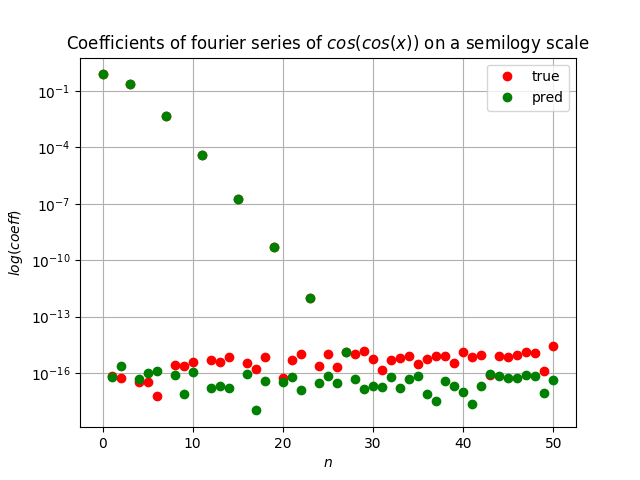 Coefficients of fourier series of cos(cos(x)) on a semilogy scale
true
pred
10⁻¹
10⁻⁴
10⁻⁷
10⁻¹⁰
10⁻¹³
10⁻¹⁶
log(coeff)
0 10 20 30 40 50
n